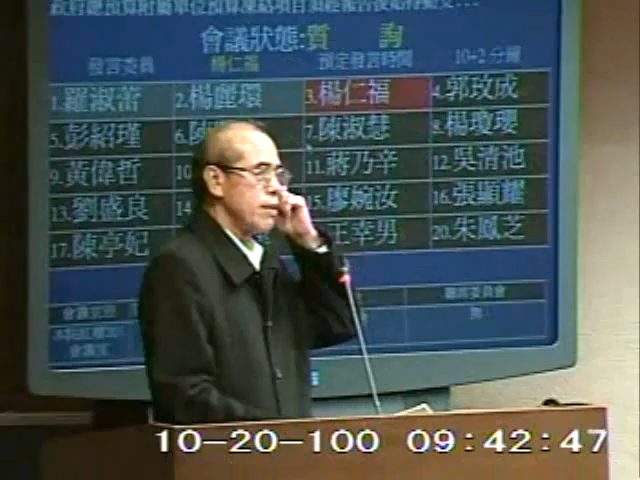 會議狀態:質 詢
發言委員 楊仁福 預定發言時間 10+2分鐘
1.羅淑蕾 2.楊麗環 3.楊仁福 4.郭玟成
5.彭紹瑾 6.陳 7.陳淑慧 8.楊瓊瓔
9.黃偉哲 10 11.蔣乃辛 12.吳清池
13.劉盛良 14 15.廖婉汝 16.張顯耀
17.陳亭妃 王幸男 20.朱鳳芝
10-20-100 09:42:47